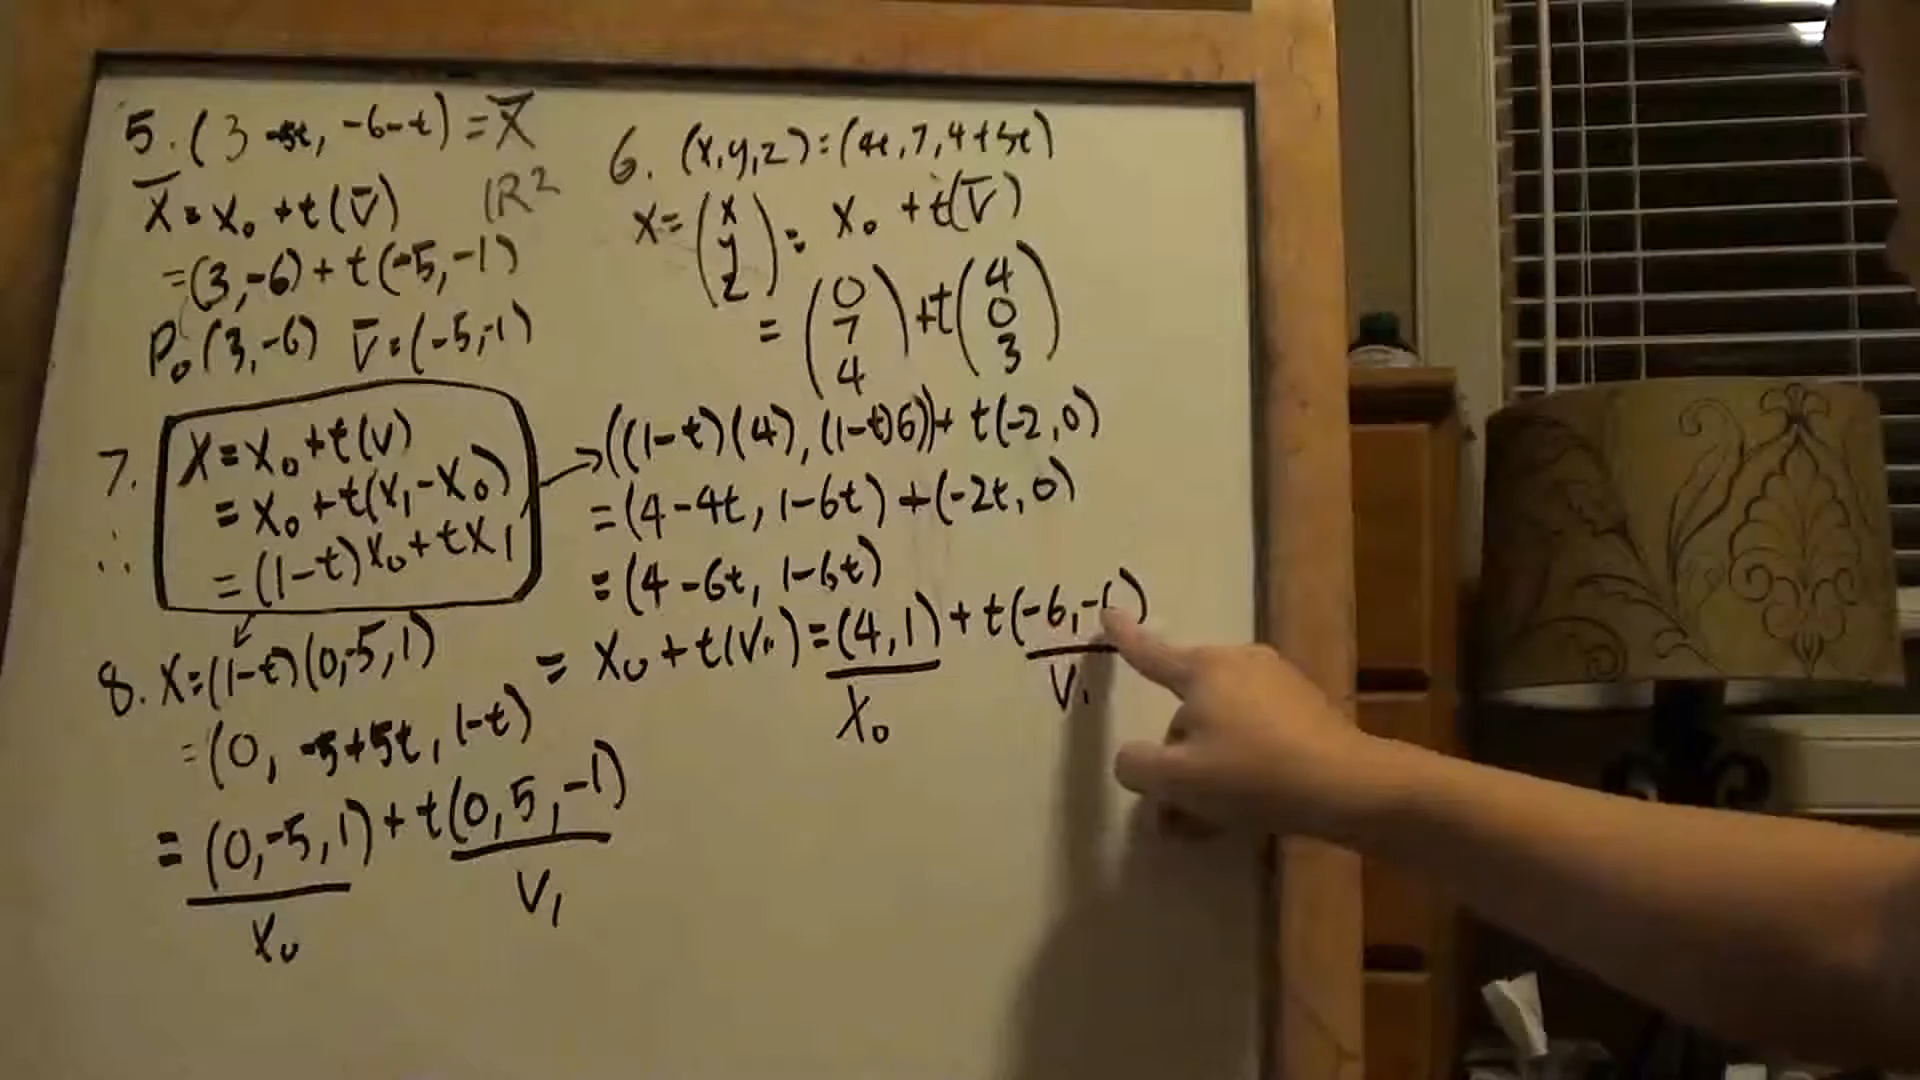 5. (3 -5t, -6-t) = X̄
X̄ = X₀ + t(V̄) ℝ²
= (3,-6) + t(-5,-1)
P₀(3,-6) V̄ = (-5,-1)
6. (x,y,z) = (4t,7,4+3t)
X = (x y z) = X₀ + t(V̄)
= (0 7 4) + t(4 0 3)
7. X = X₀ + t(v)
= X₀ + t(X₁-X₀)
∴ = (1-t)X₀ + tX₁
→ ((1-t)(4), (1-t)6)) + t(-2,0)
= (4-4t, 1-6t) + (-2t, 0)
= (4-6t, 1-6t)
= X₀ + t(V₁) = (4,1) + t(-6,-
X₀ V₁
8. X = (1-t)(0,-5,1)
= (0, -5+5t, 1-t)
= (0,-5,1) + t(0,5,-1)
X₀ V₁